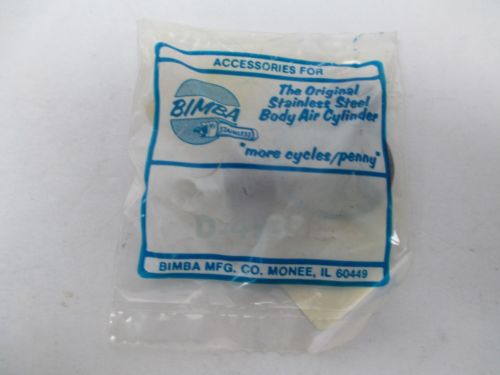 ACCESSORIES FOR
BIMBA
STAINLESS
The Original
Stainless Steel
Body Air Cylinder
"more cycles/penny"
BIMBA MFG. CO. MONEE, IL 60449